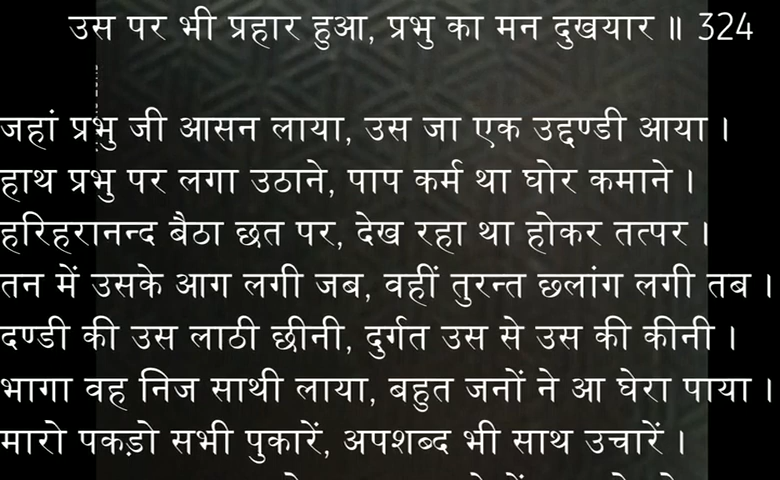 उस पर भी प्रहार हुआ, प्रभु का मन दुखयार ॥ 324
जहां प्रभु जी आसन लाया, उस जा एक उद्दण्डी आया ।
हाथ प्रभु पर लगा उठाने, पाप कर्म था घोर कमाने ।
हरिहरानन्द बैठा छत पर, देख रहा था होकर तत्पर ।
तन में उसके आग लगी जब, वहीं तुरन्त छलांग लगी तब ।
दण्डी की उस लाठी छीनी, दुर्गत उस से उस की कीनी ।
भागा वह निज साथी लाया, बहुत जनों ने आ घेरा पाया ।
मारो पकड़ो सभी पुकारें, अपशब्द भी साथ उचारें ।